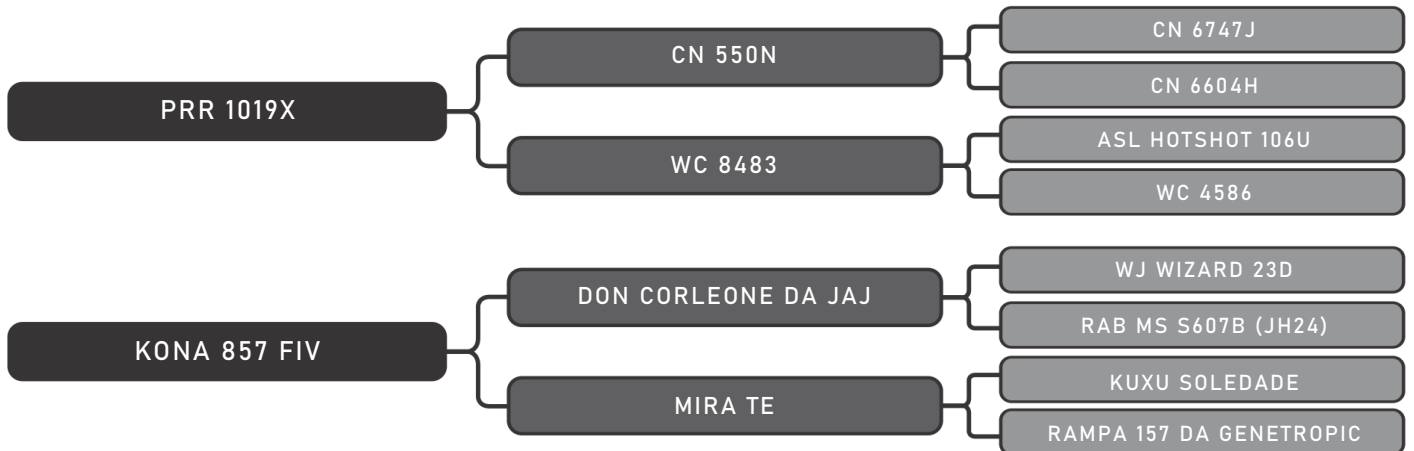 PRR 1019X
CN 550N
CN 6747J
CN 6604H
WC 8483
ASL HOTSHOT 106U
WC 4586
KONA 857 FIV
DON CORLEONE DA JAJ
WJ WIZARD 23D
RAB MS S607B (JH24)
MIRA TE
KUXU SOLEDADE
RAMPA 157 DA GENETROPIC